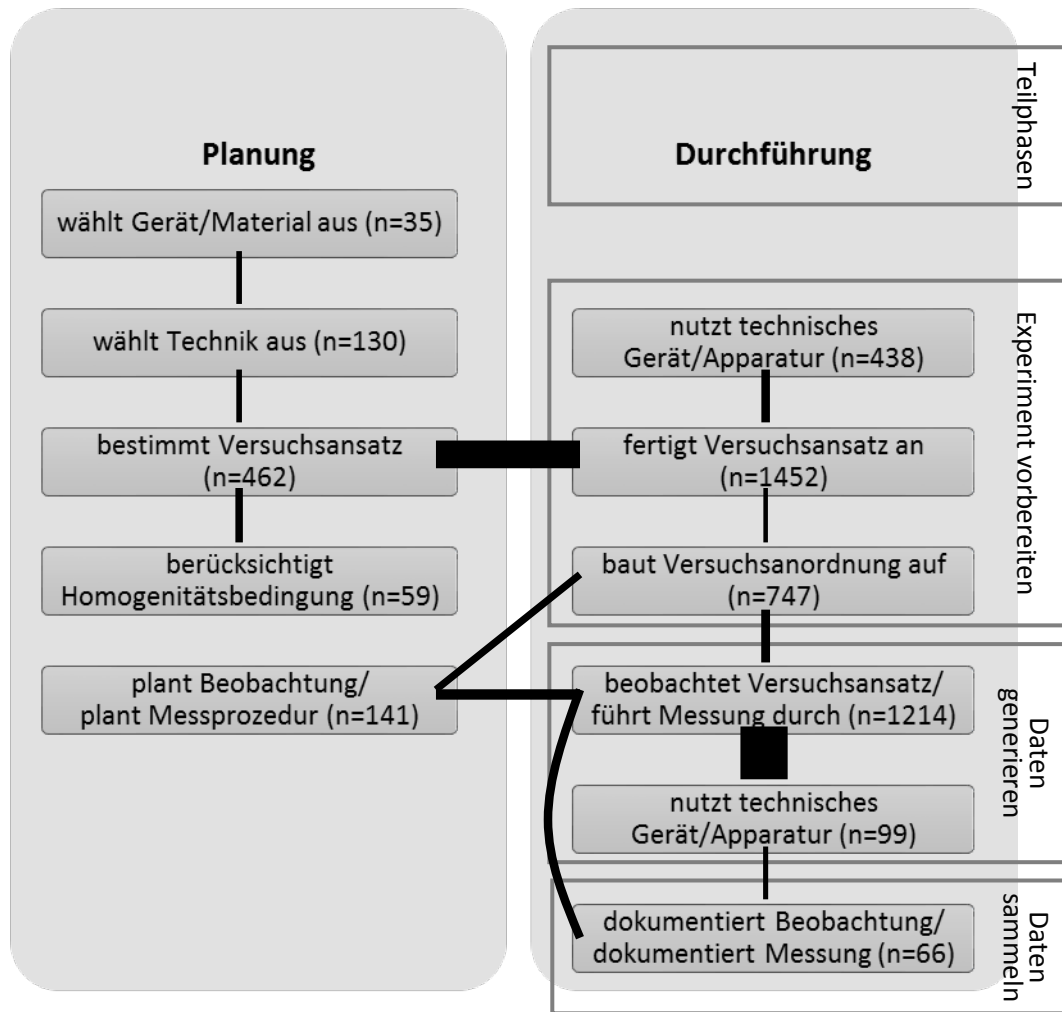 Planung
wählt Gerät/Material aus (n=35)
wählt Technik aus (n=130)
bestimmt Versuchsansatz
(n=462)
berücksichtigt
Homogenitätsbedingung (n=59)
plant Beobachtung/
plant Messprozedur (n=141)
Durchführung
nutzt technisches
Gerät/Apparatur (n=438)
fertigt Versuchsansatz an
(n=1452)
baut Versuchsanordnung auf
(n=747)
beobachtet Versuchsansatz/
führt Messung durch (n=1214)
nutzt technisches
Gerät/Apparatur (n=99)
dokumentiert Beobachtung/
dokumentiert Messung (n=66)
Teilphasen
Experiment vorbereiten
Daten
generieren
Daten
sammeln